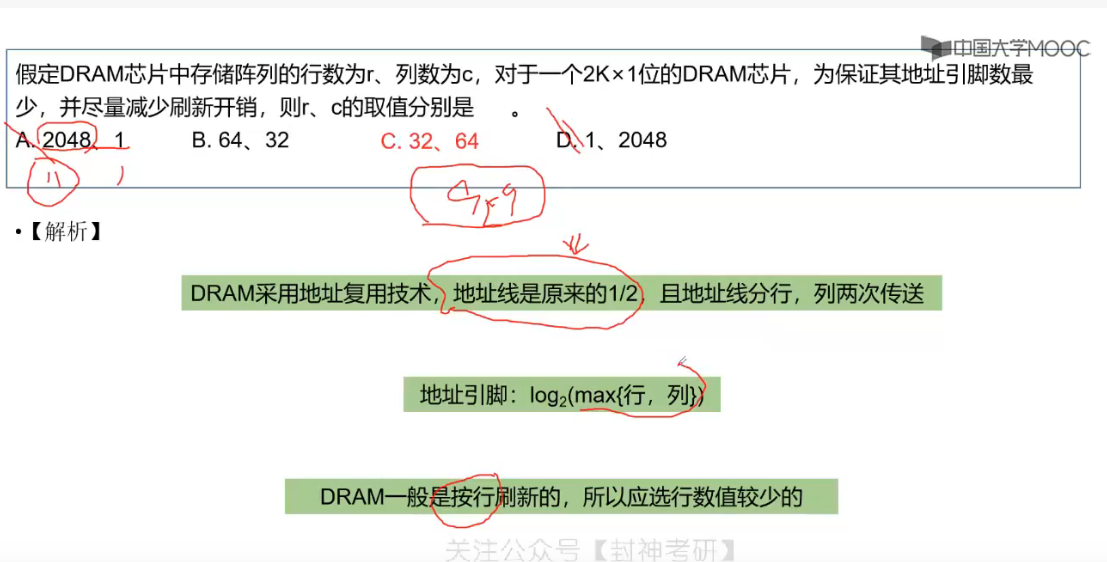 中国大学MOOC
假定DRAM芯片中存储阵列的行数为r、列数为c，对于一个2K×1位的DRAM芯片，为保证其地址引脚数最
少，并尽量减少刷新开销，则r、c的取值分别是 。
A. 2048、1 B. 64、32 C. 32、64 D. 1、2048
11 1
•【解析】
DRAM采用地址复用技术，地址线是原来的1/2，且地址线分行，列两次传送
地址引脚：log₂(max{行，列})
DRAM一般是按行刷新的，所以应选行数值较少的
关注公众号【封神考研】